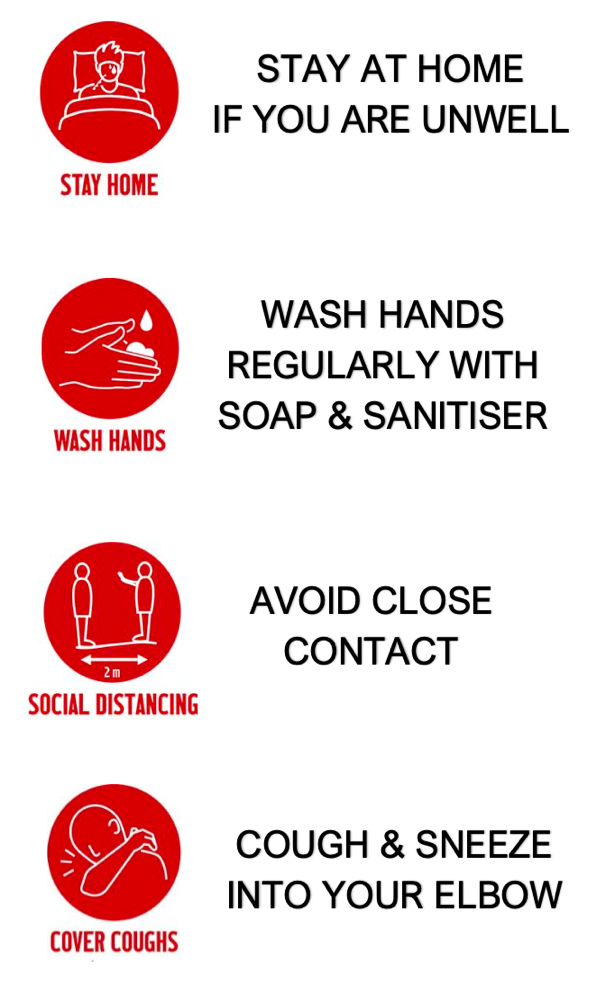 STAY AT HOME
IF YOU ARE UNWELL
STAY HOME
WASH HANDS
REGULARLY WITH
SOAP & SANITISER
WASH HANDS
AVOID CLOSE
CONTACT
2 m
SOCIAL DISTANCING
COUGH & SNEEZE
INTO YOUR ELBOW
COVER COUGHS